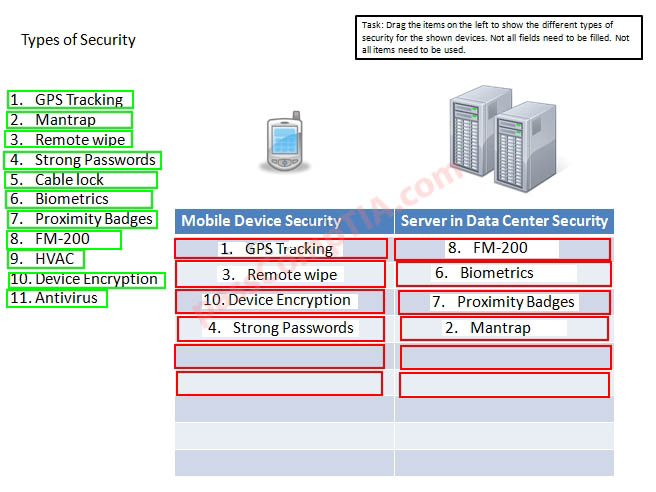 Types of Security
Task: Drag the items on the left to show the different types of
security for the shown devices. Not all fields need to be filled. Not
all items need to be used.
1. GPS Tracking
2. Mantrap
3. Remote wipe
4. Strong Passwords
5. Cable lock
6. Biometrics
7. Proximity Badges
8. FM-200
9. HVAC
10. Device Encryption
11. Antivirus
Mobile Device Security
Server in Data Center Security
1. GPS Tracking
8. FM-200
3. Remote wipe
6. Biometrics
10. Device Encryption
7. Proximity Badges
4. Strong Passwords
2. Mantrap